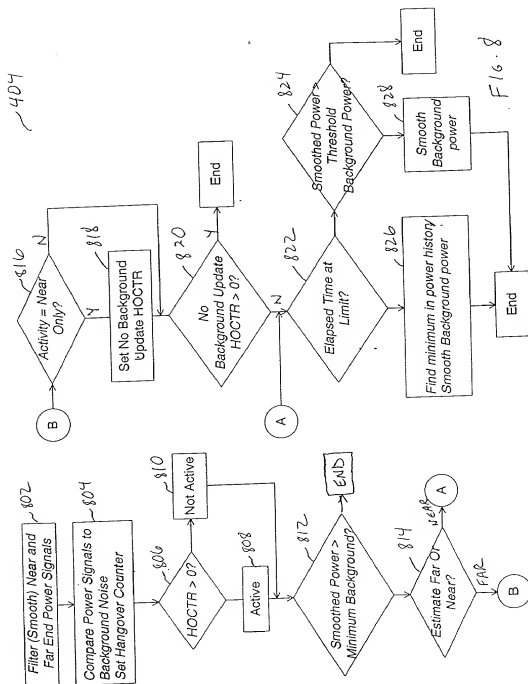 404
802
Filter (Smooth) Near and
Far End Power Signals
804
Compare Power Signals to
Background Noise
Set Hangover Counter
806
HOCTR > 0?
810
Not Active
808
Active
812
Smoothed Power >
Minimum Background?
END
814
Estimate Far Or
Near?
NEAR
A
FAR
B
B
816
Activity = Near
Only?
N
Y
818
Set No Background
Update HOCTR
820
No
Background Update
HOCTR > 0?
Y
End
N
A
822
Elapsed Time at
Limit?
824
Smoothed Power >
Threshold
Background Power?
End
826
Find minimum in power history
Smooth Background power
828
Smooth
Background
power
End
FIG. 8